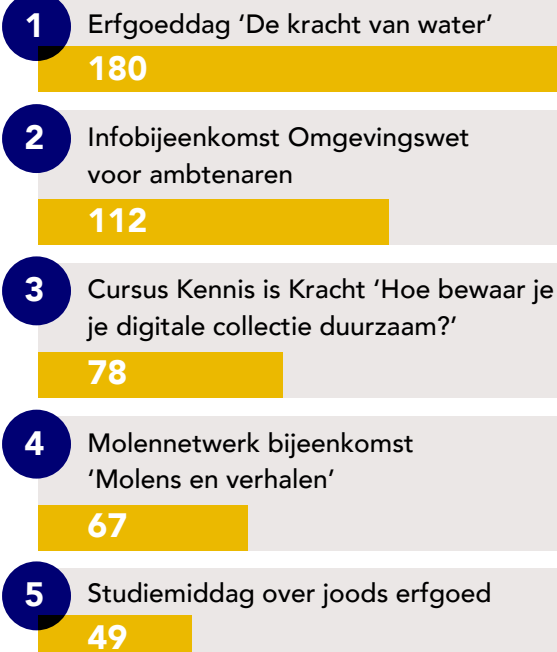 1
Erfgoeddag ‘De kracht van water’
180
2
Infobijeenkomst Omgevingswet
voor ambtenaren
112
3
Cursus Kennis is Kracht ‘Hoe bewaar je
je digitale collectie duurzaam?’
78
4
Molennetwerk bijeenkomst
‘Molens en verhalen’
67
5
Studiemiddag over joods erfgoed
49